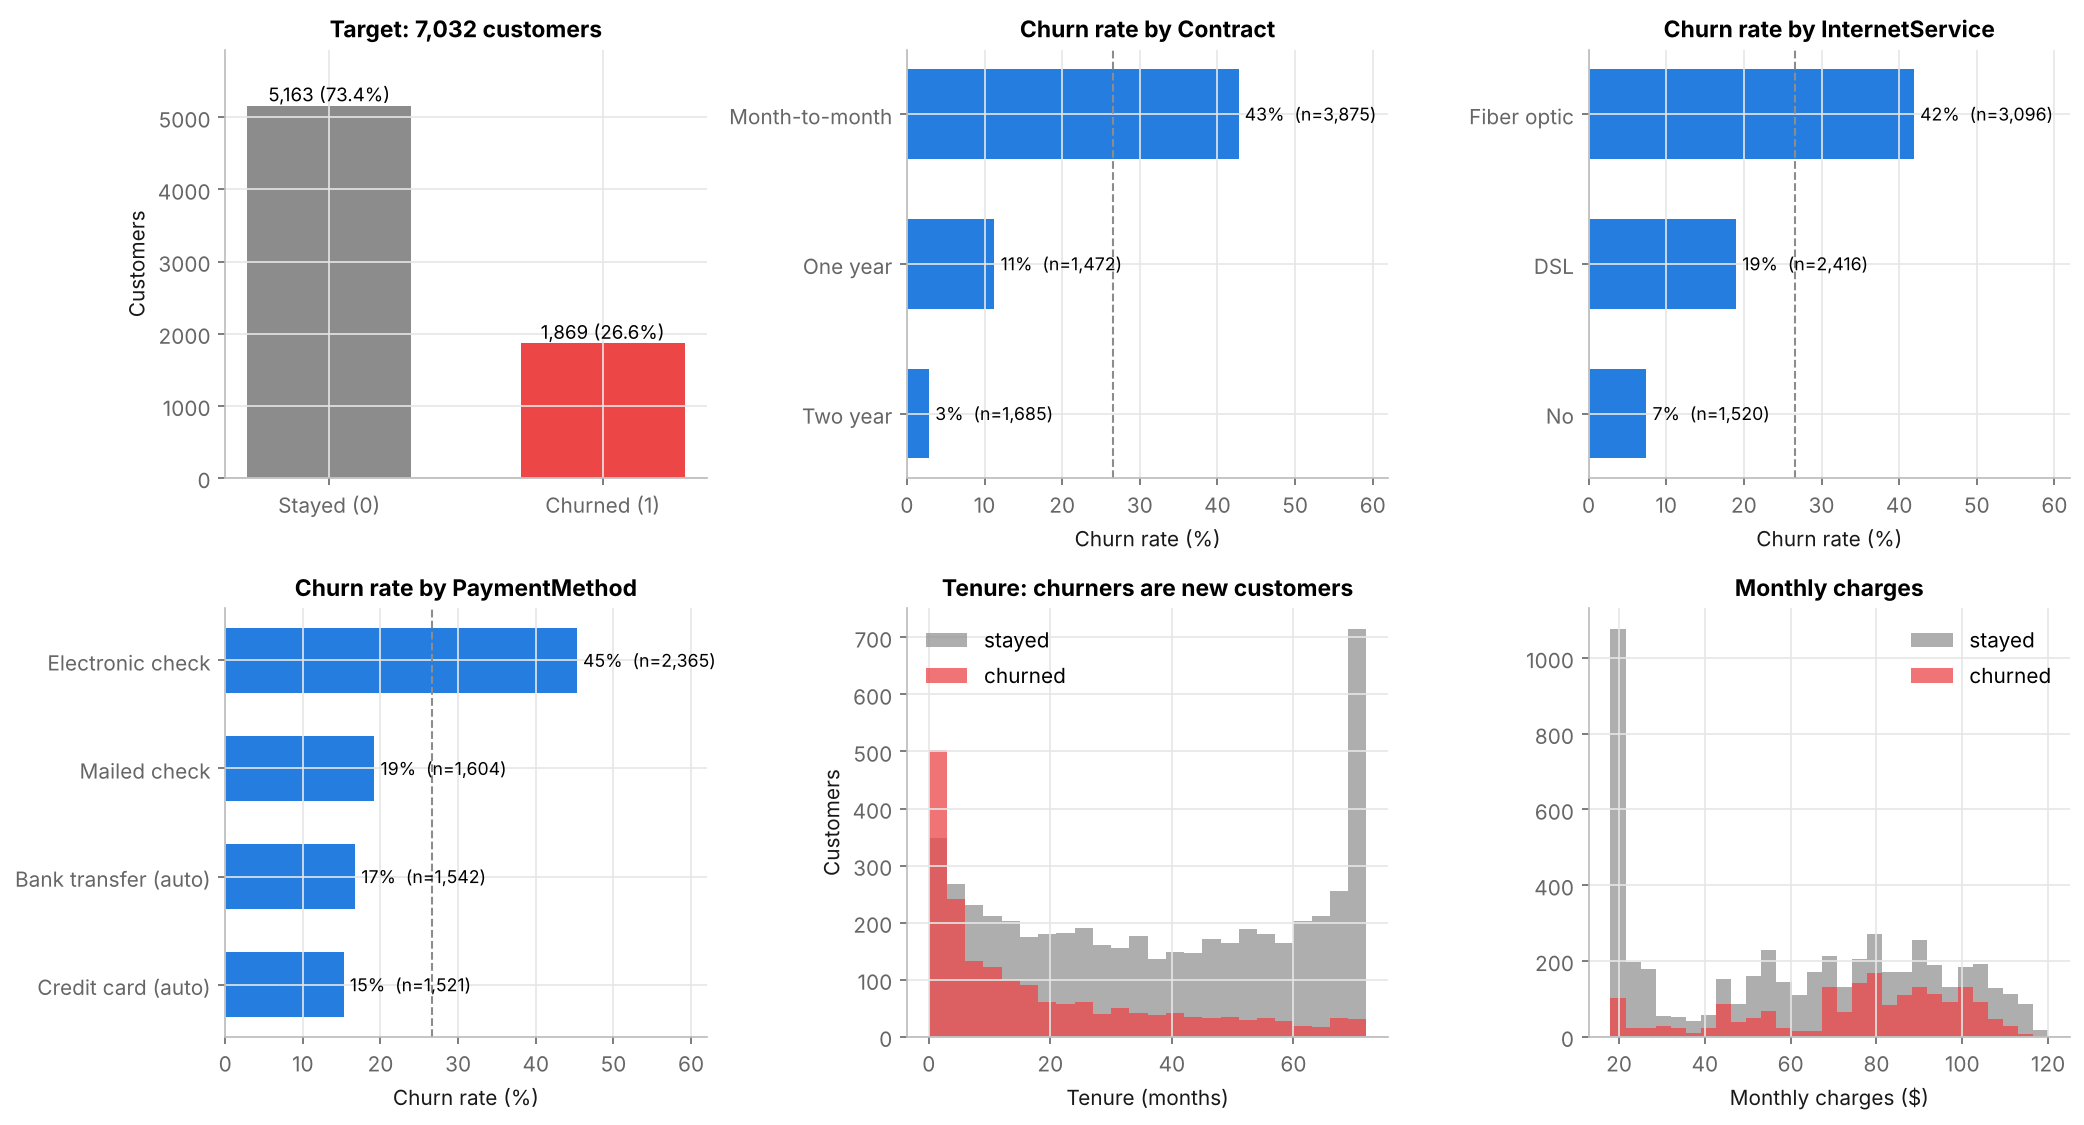 Target: 7,032 customers
Customers
5000
4000
3000
2000
1000
0
5,163 (73.4%)
1,869 (26.6%)
Stayed (0)
Churned (1)
Churn rate by Contract
Month-to-month
43% (n=3,875)
One year
11% (n=1,472)
Two year
3% (n=1,685)
0 10 20 30 40 50 60
Churn rate (%)
Churn rate by InternetService
Fiber optic
42% (n=3,096)
DSL
19% (n=2,416)
No
7% (n=1,520)
0 10 20 30 40 50 60
Churn rate (%)
Churn rate by PaymentMethod
Electronic check
45% (n=2,365)
Mailed check
19% (n=1,604)
Bank transfer (auto)
17% (n=1,542)
Credit card (auto)
15% (n=1,521)
0 10 20 30 40 50 60
Churn rate (%)
Tenure: churners are new customers
stayed
churned
Customers
700
600
500
400
300
200
100
0
0 20 40 60
Tenure (months)
Monthly charges
stayed
churned
1000
800
600
400
200
0
20 40 60 80 100 120
Monthly charges ($)